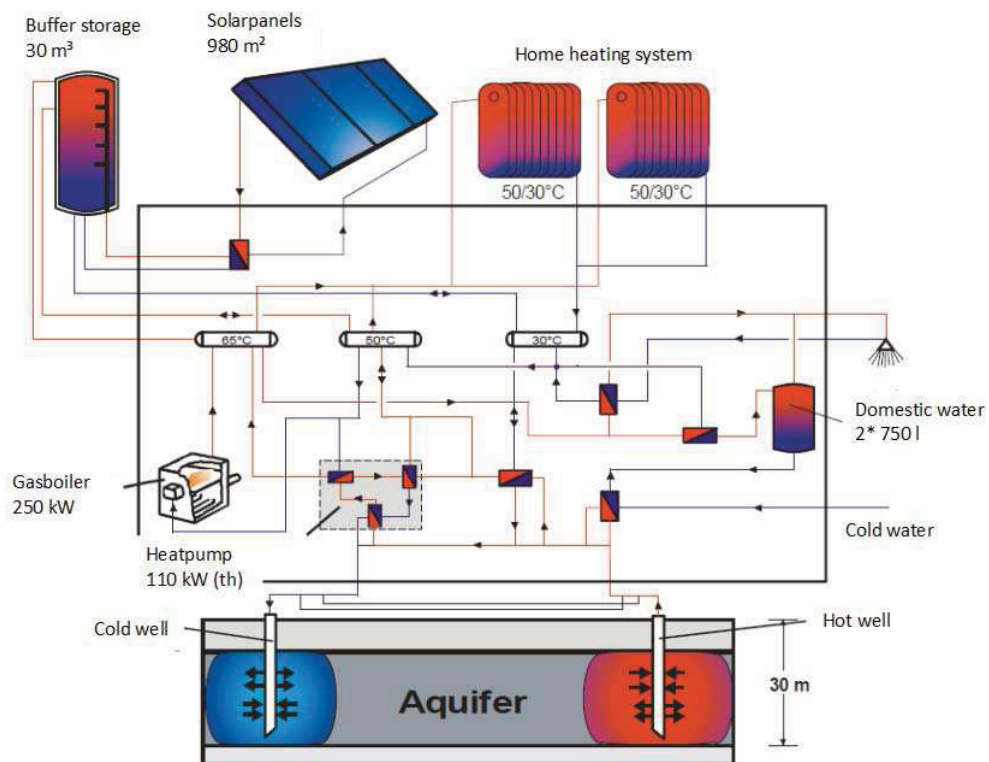 Buffer storage
30 m³
Solarpanels
980 m²
Home heating system
50/30°C
50/30°C
65°C
50°C
30°C
Domestic water
2* 750 l
Gasboiler
250 kW
Cold water
Heatpump
110 kW (th)
Cold well
Hot well
Aquifer
30 m